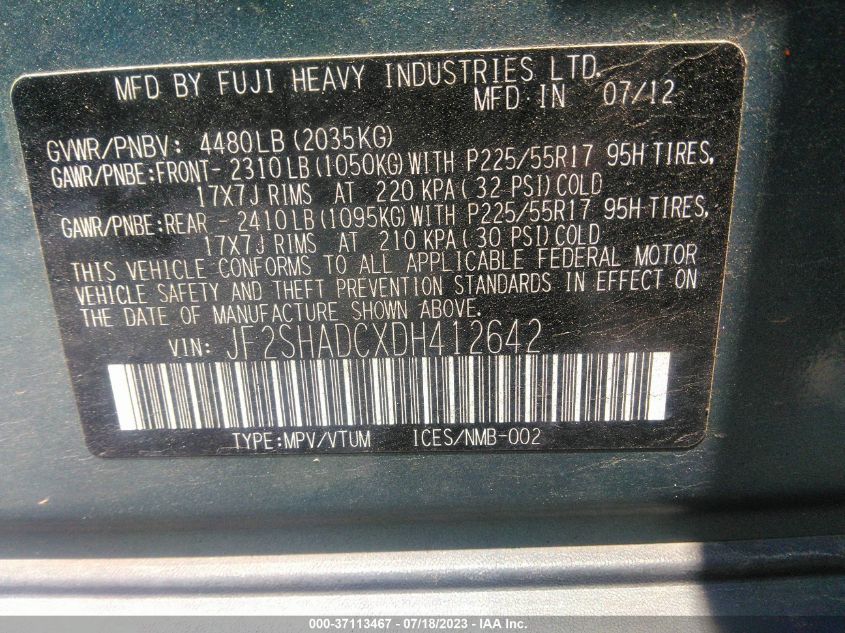 MFD BY FUJI HEAVY INDUSTRIES LTD.
MFD IN 07/12
GVWR/PNBV: 4480LB(2035KG)
GAWR/PNBE:FRONT- 2310LB(1050KG)WITH P225/55R17 95H TIRES,
17X7J RIMS AT 220 KPA(32 PSI)COLD
GAWR/PNBE:REAR - 2410LB(1095KG)WITH P225/55R17 95H TIRES,
17X7J RIMS AT 210 KPA(30 PSI)COLD
THIS VEHICLE CONFORMS TO ALL APPLICABLE FEDERAL MOTOR
VEHICLE SAFETY AND THEFT PREVENTION STANDARDS IN EFFECT ON
THE DATE OF MANUFACTURE SHOWN ABOVE.
VIN: JF2SHADCXDH412642
TYPE:MPV/VTUM ICES/NMB-002
000-37113467 - 07/18/2023 - IAA Inc.